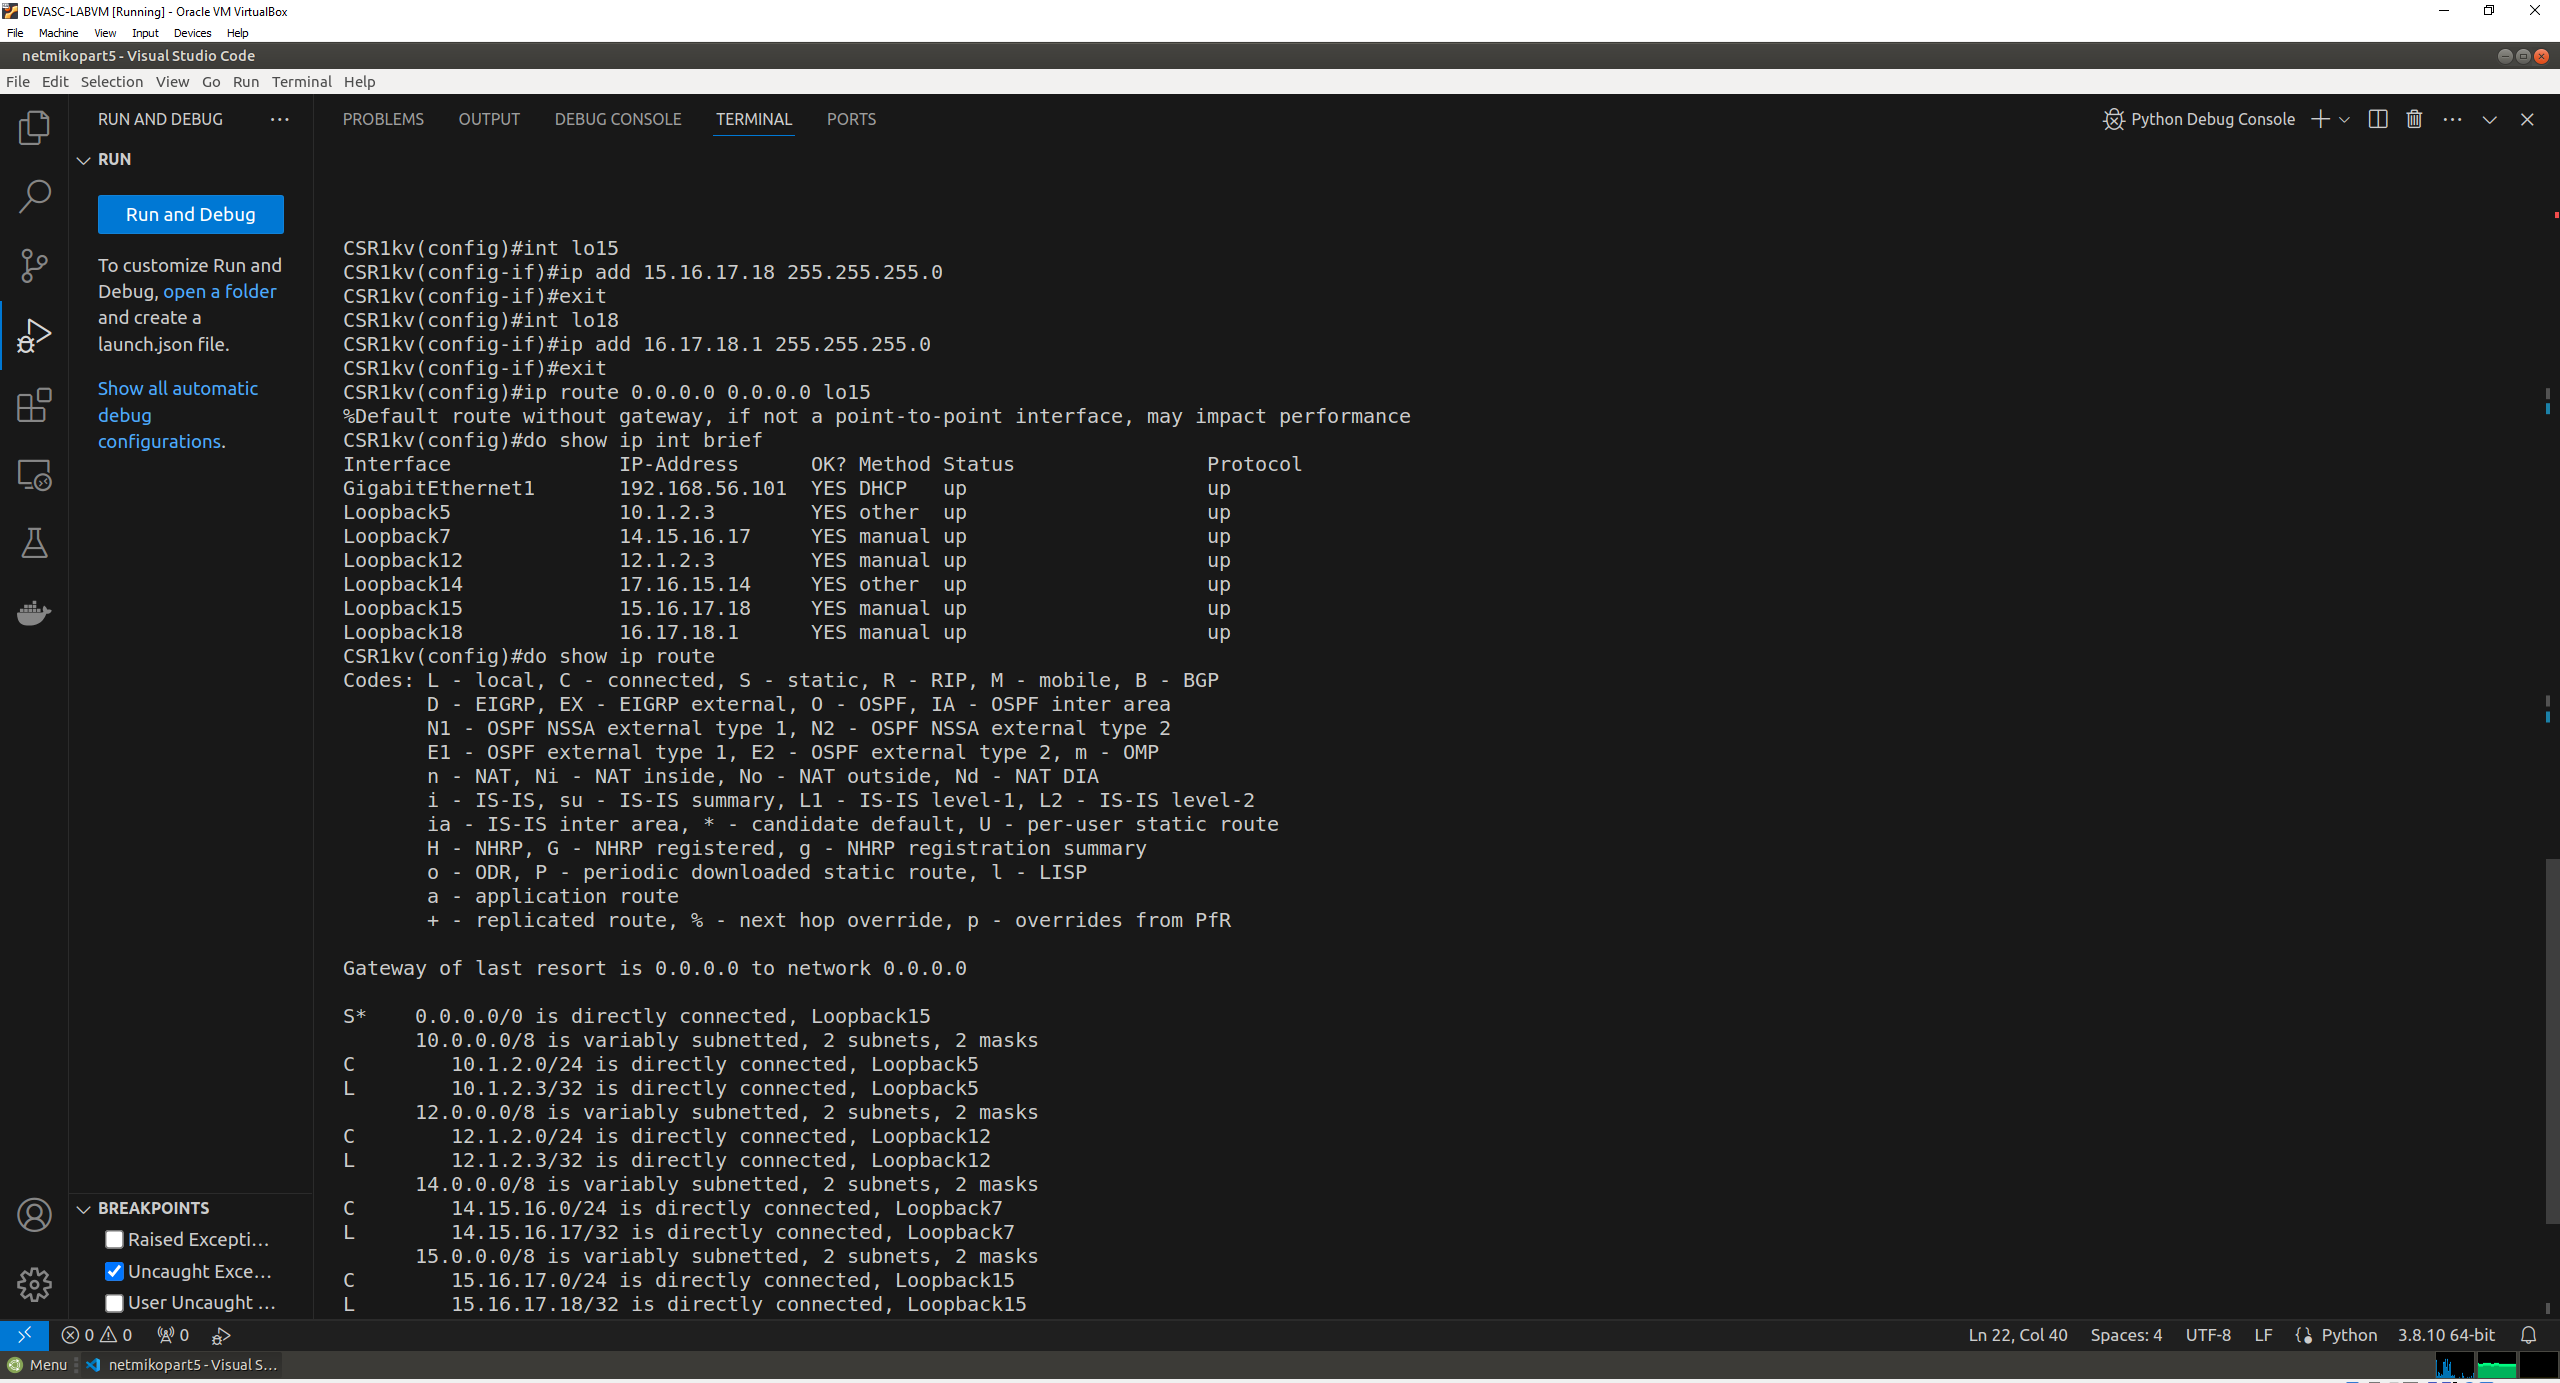 DEVASC-LABVM [Running] - Oracle VM VirtualBox
File Machine View Input Devices Help
netmikopart5 - Visual Studio Code
File Edit Selection View Go Run Terminal Help
RUN AND DEBUG ...
RUN
Run and Debug
To customize Run and
Debug, open a folder
and create a
launch.json file.
Show all automatic
debug
configurations.
BREAKPOINTS
Raised Excepti...
Uncaught Exce...
User Uncaught ...
PROBLEMS OUTPUT DEBUG CONSOLE TERMINAL PORTS
Python Debug Console
CSR1kv(config)#int lo15
CSR1kv(config-if)#ip add 15.16.17.18 255.255.255.0
CSR1kv(config-if)#exit
CSR1kv(config)#int lo18
CSR1kv(config-if)#ip add 16.17.18.1 255.255.255.0
CSR1kv(config-if)#exit
CSR1kv(config)#ip route 0.0.0.0 0.0.0.0 lo15
%Default route without gateway, if not a point-to-point interface, may impact performance
CSR1kv(config)#do show ip int brief
Interface              IP-Address      OK? Method Status                Protocol
GigabitEthernet1       192.168.56.101  YES DHCP   up                    up
Loopback5              10.1.2.3        YES other  up                    up
Loopback7              14.15.16.17     YES manual up                    up
Loopback12             12.1.2.3        YES manual up                    up
Loopback14             17.16.15.14     YES other  up                    up
Loopback15             15.16.17.18     YES manual up                    up
Loopback18             16.17.18.1      YES manual up                    up
CSR1kv(config)#do show ip route
Codes: L - local, C - connected, S - static, R - RIP, M - mobile, B - BGP
       D - EIGRP, EX - EIGRP external, O - OSPF, IA - OSPF inter area
       N1 - OSPF NSSA external type 1, N2 - OSPF NSSA external type 2
       E1 - OSPF external type 1, E2 - OSPF external type 2, m - OMP
       n - NAT, Ni - NAT inside, No - NAT outside, Nd - NAT DIA
       i - IS-IS, su - IS-IS summary, L1 - IS-IS level-1, L2 - IS-IS level-2
       ia - IS-IS inter area, * - candidate default, U - per-user static route
       H - NHRP, G - NHRP registered, g - NHRP registration summary
       o - ODR, P - periodic downloaded static route, l - LISP
       a - application route
       + - replicated route, % - next hop override, p - overrides from PfR
Gateway of last resort is 0.0.0.0 to network 0.0.0.0
S*    0.0.0.0/0 is directly connected, Loopback15
      10.0.0.0/8 is variably subnetted, 2 subnets, 2 masks
C        10.1.2.0/24 is directly connected, Loopback5
L        10.1.2.3/32 is directly connected, Loopback5
      12.0.0.0/8 is variably subnetted, 2 subnets, 2 masks
C        12.1.2.0/24 is directly connected, Loopback12
L        12.1.2.3/32 is directly connected, Loopback12
      14.0.0.0/8 is variably subnetted, 2 subnets, 2 masks
C        14.15.16.0/24 is directly connected, Loopback7
L        14.15.16.17/32 is directly connected, Loopback7
      15.0.0.0/8 is variably subnetted, 2 subnets, 2 masks
C        15.16.17.0/24 is directly connected, Loopback15
L        15.16.17.18/32 is directly connected, Loopback15
0 0 0 Ln 22, Col 40 Spaces: 4 UTF-8 LF Python 3.8.10 64-bit
Menu netmikopart5 - Visual S...